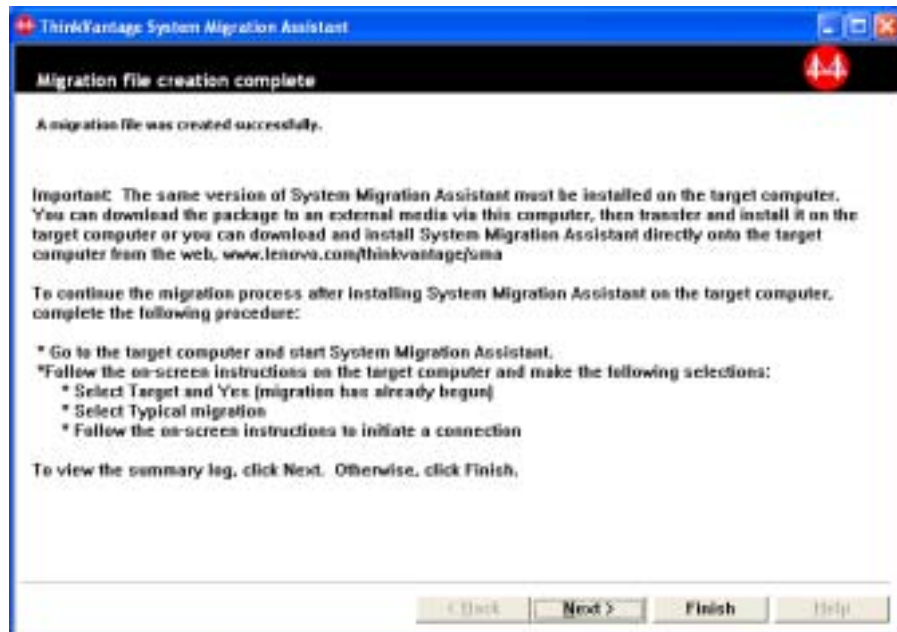 ThinkVantage System Migration Assistant
Migration file creation complete
A migration file was created successfully.
Important: The same version of System Migration Assistant must be installed on the target computer.
You can download the package to an external media via this computer, then transfer and install it on the
target computer or you can download and install System Migration Assistant directly onto the target
computer from the web, www.lenovo.com/thinkvantage/sma
To continue the migration process after installing System Migration Assistant on the target computer,
complete the following procedure:
* Go to the target computer and start System Migration Assistant.
*Follow the on-screen instructions on the target computer and make the following selections:
* Select Target and Yes (migration has already begun)
* Select Typical migration
* Follow the on-screen instructions to initiate a connection
To view the summary log, click Next. Otherwise, click Finish.
< Back
Next >
Finish
Help